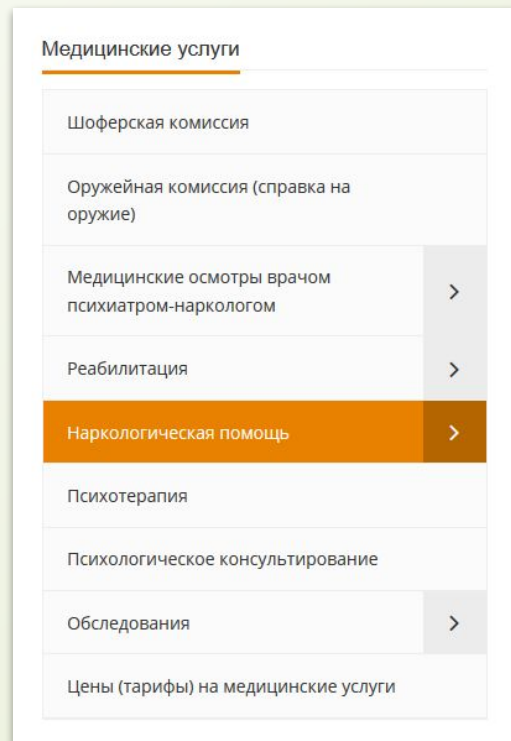 Медицинские услуги
Шоферская комиссия
Оружейная комиссия (справка на
оружие)
Медицинские осмотры врачом
психиатром-наркологом
Реабилитация
Наркологическая помощь
Психотерапия
Психологическое консультирование
Обследования
Цены (тарифы) на медицинские услуги